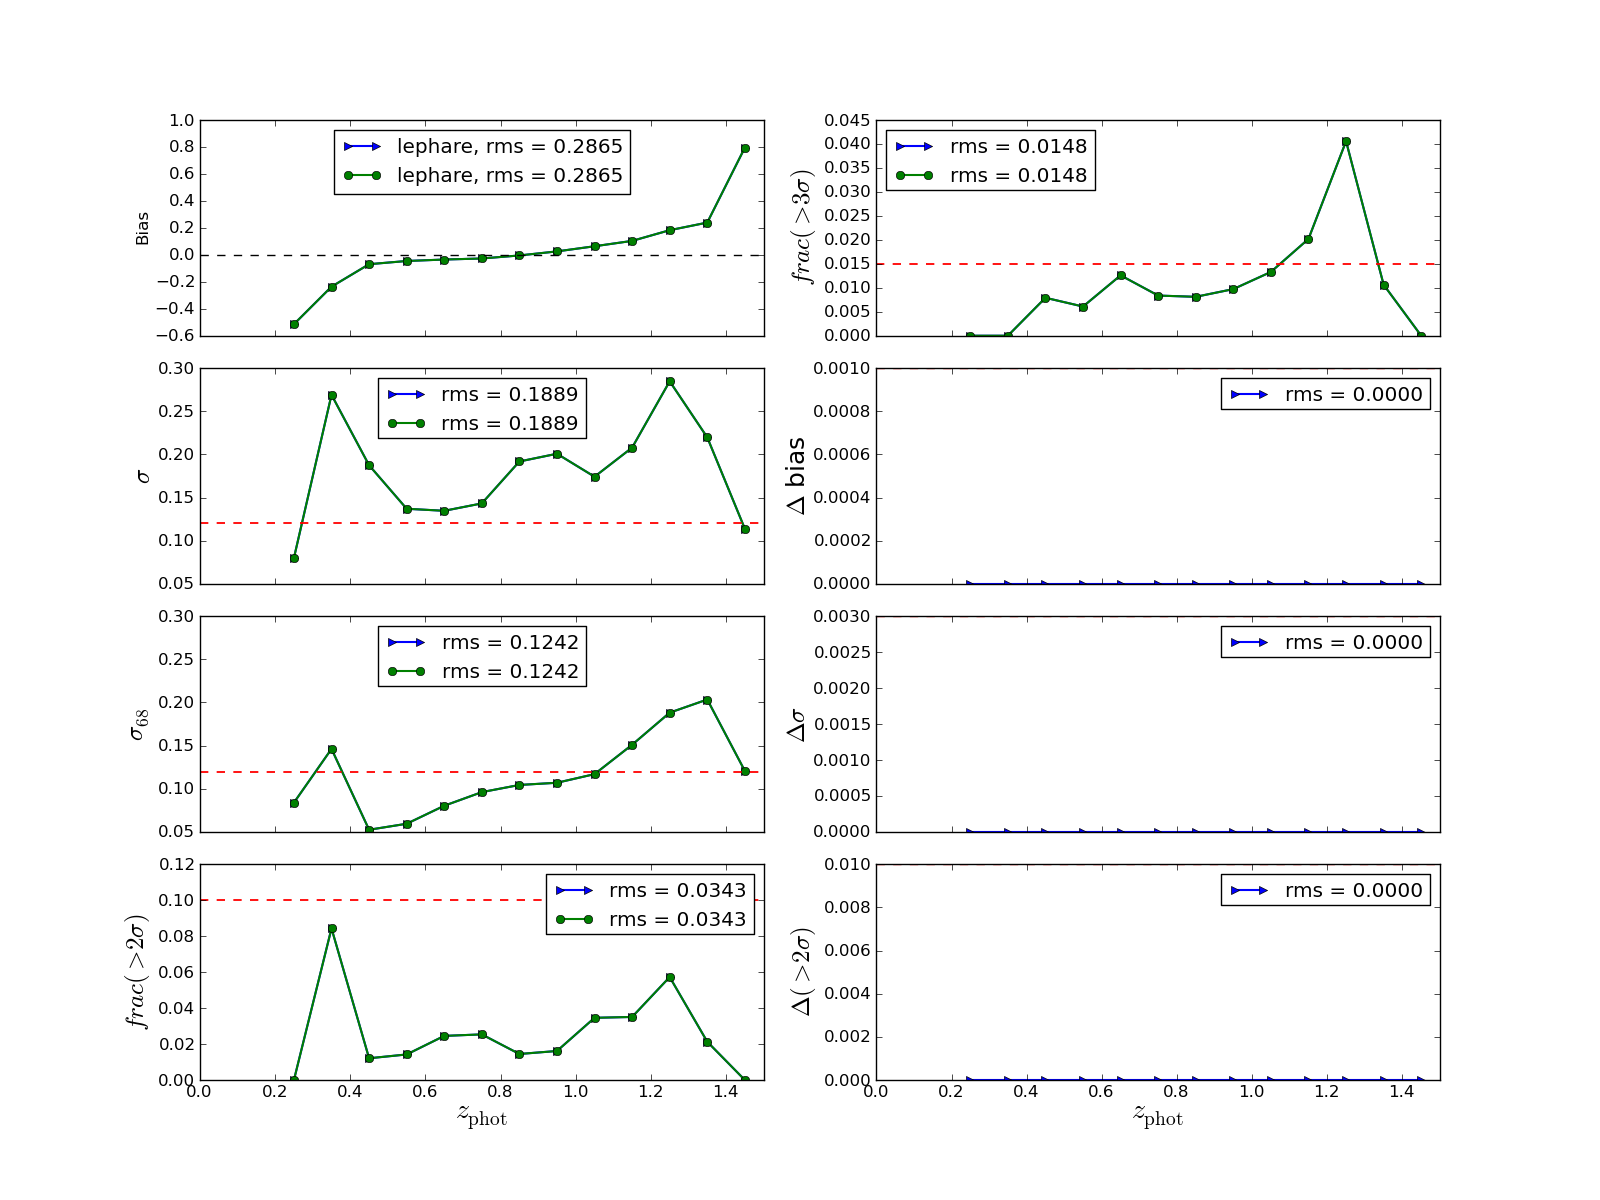 1.0
0.8
0.6
0.4
0.2
0.0
−0.2
−0.4
−0.6
Bias
lephare, rms = 0.2865
lephare, rms = 0.2865
0.045
0.040
0.035
0.030
0.025
0.020
0.015
0.010
0.005
0.000
frac(>3σ)
rms = 0.0148
rms = 0.0148
0.30
0.25
0.20
0.15
0.10
0.05
σ
rms = 0.1889
rms = 0.1889
0.0010
0.0008
0.0006
0.0004
0.0002
0.0000
Δ bias
rms = 0.0000
0.30
0.25
0.20
0.15
0.10
0.05
σ68
rms = 0.1242
rms = 0.1242
0.0030
0.0025
0.0020
0.0015
0.0010
0.0005
0.0000
Δσ
rms = 0.0000
0.12
0.10
0.08
0.06
0.04
0.02
0.00
frac(>2σ)
rms = 0.0343
rms = 0.0343
0.0 0.2 0.4 0.6 0.8 1.0 1.2 1.4
zphot
0.010
0.008
0.006
0.004
0.002
0.000
Δ(>2σ)
rms = 0.0000
0.0 0.2 0.4 0.6 0.8 1.0 1.2 1.4
zphot